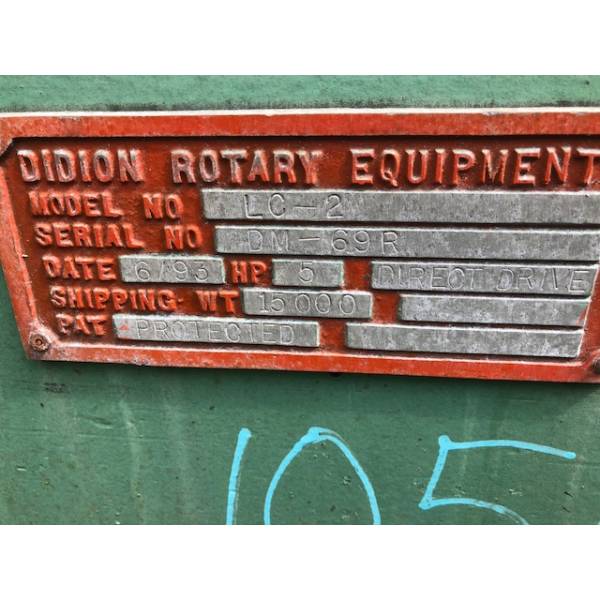 DIDION ROTARY EQUIPMENT
MODEL NO LC-2
SERIAL NO DM-69R
DATE 6/93 HP 5 DIRECT DRIVE
SHIPPING WT 15000
PAT PROTECTED
105